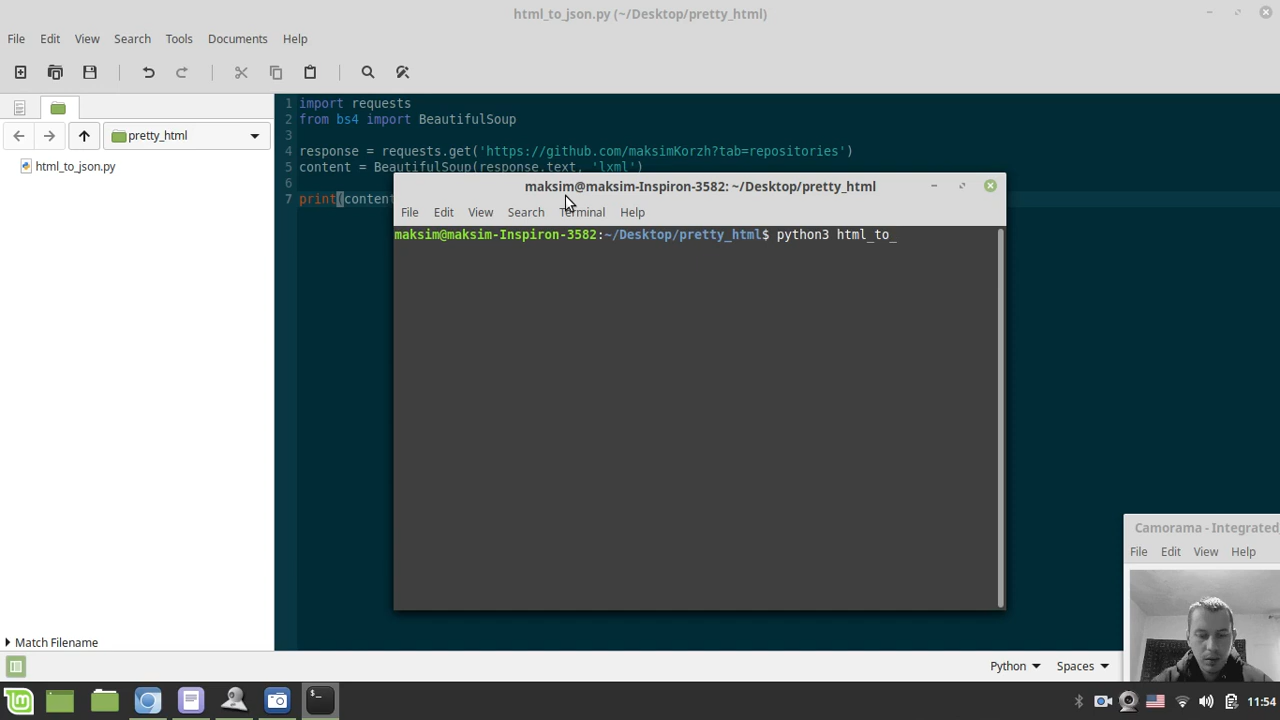 html_to_json.py (~/Desktop/pretty_html)
File Edit View Search Tools Documents Help
pretty_html
html_to_json.py
Match Filename
1 import requests
2 from bs4 import BeautifulSoup
3
4 response = requests.get('https://github.com/maksimKorzh?tab=repositories')
5 content = BeautifulSoup(response.text, 'lxml')
6
7 print(content
maksim@maksim-Inspiron-3582: ~/Desktop/pretty_html
File Edit View Search Terminal Help
maksim@maksim-Inspiron-3582:~/Desktop/pretty_html$ python3 html_to_
Camorama - Integrated
File Edit View Help
Python Spaces
11:54